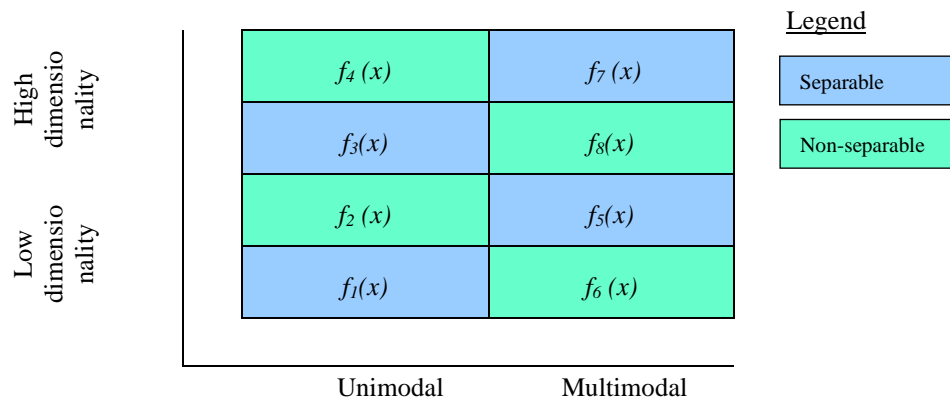 Legend
High
dimensio
nality
f4 (x)
f7 (x)
Separable
f3(x)
f8(x)
Non-separable
Low
dimensio
nality
f2 (x)
f5(x)
f1(x)
f6 (x)
Unimodal
Multimodal